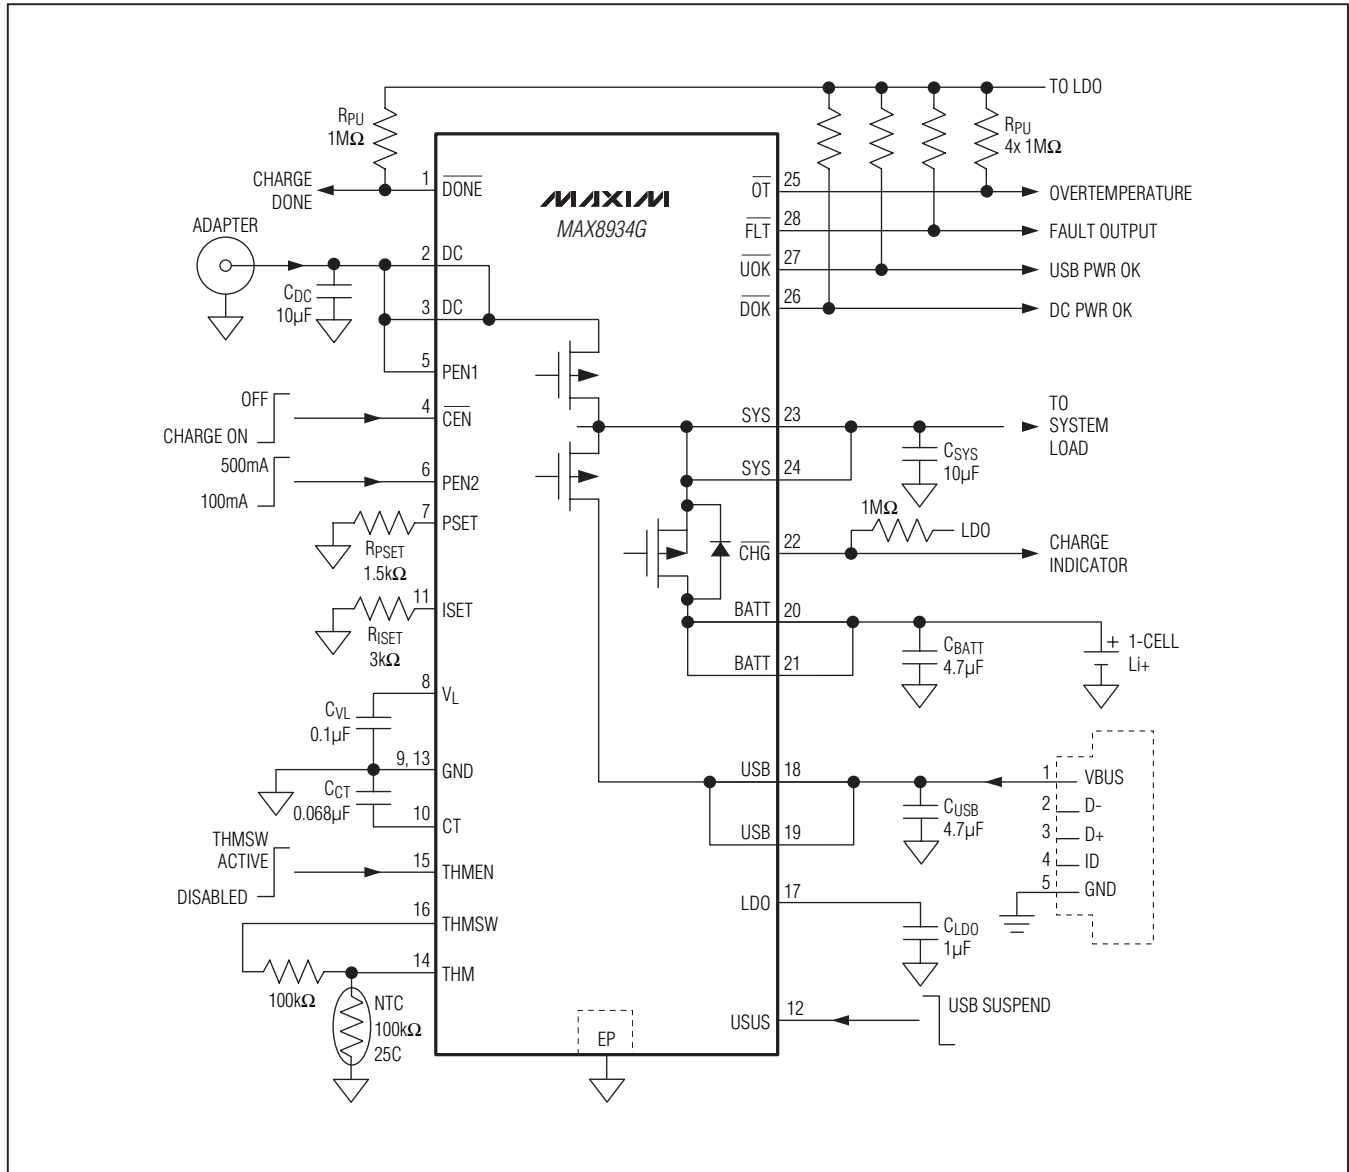 TO LDO
RPU
1MΩ
RPU
4x 1MΩ
CHARGE
DONE
1
DONE
MAXIM
MAX8934G
OT
25
OVERTEMPERATURE
FLT
28
FAULT OUTPUT
UOK
27
USB PWR OK
DOK
26
DC PWR OK
ADAPTER
2
DC
CDC
10µF
3
DC
5
PEN1
OFF
CHARGE ON
4
CEN
500mA
100mA
6
PEN2
7
PSET
RPSET
1.5kΩ
11
ISET
RISET
3kΩ
8
VL
CVL
0.1µF
9, 13
GND
CCT
0.068µF
10
CT
THMSW
ACTIVE
DISABLED
15
THMEN
16
THMSW
14
THM
100kΩ
NTC
100kΩ
25C
EP
SYS
23
TO
SYSTEM
LOAD
SYS
24
CSYS
10µF
1MΩ
LDO
CHG
22
CHARGE
INDICATOR
BATT
20
BATT
21
CBATT
4.7µF
+
1-CELL
Li+
USB
18
USB
19
CUSB
4.7µF
1
VBUS
2
D-
3
D+
4
ID
5
GND
LDO
17
CLDO
1µF
USUS
12
USB SUSPEND